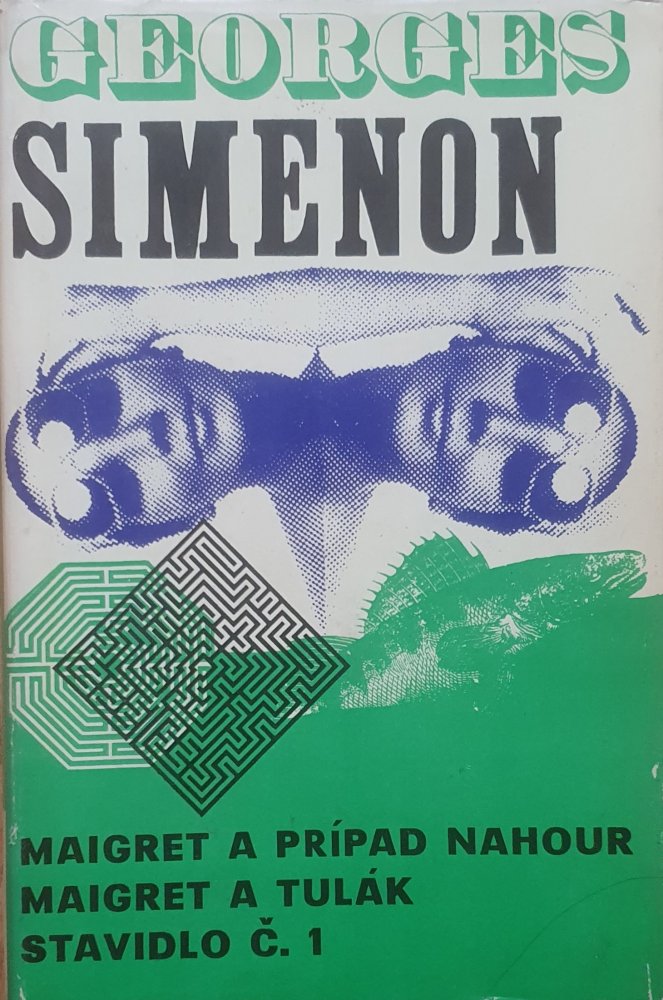 GEORGES
SIMENON
MAIGRET A PRÍPAD NAHOUR
MAIGRET A TULÁK
STAVIDLO Č. 1